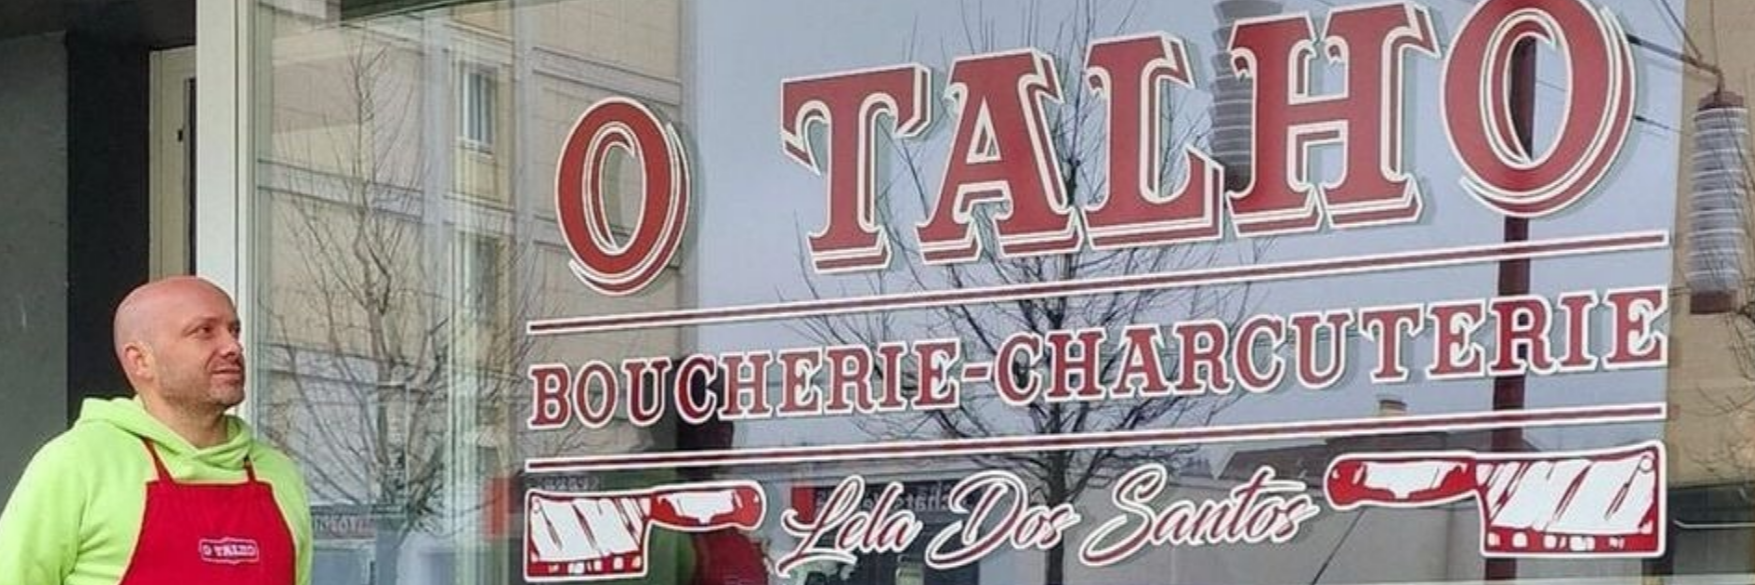 O TALHO
BOUCHERIE-CHARCUTERIE
Lela Dos Santos
O TALHO